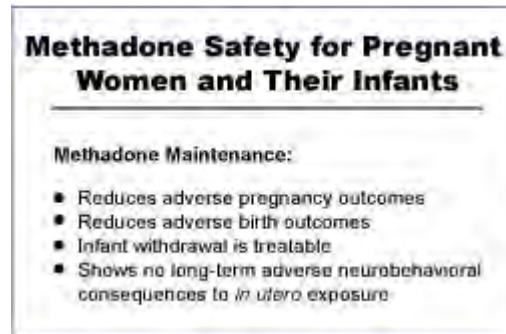 Methadone Safety for Pregnant
Women and Their Infants
Methadone Maintenance:
● Reduces adverse pregnancy outcomes
● Reduces adverse birth outcomes
● Infant withdrawal is treatable
● Shows no long-term adverse neurobehavioral
consequences to in utero exposure